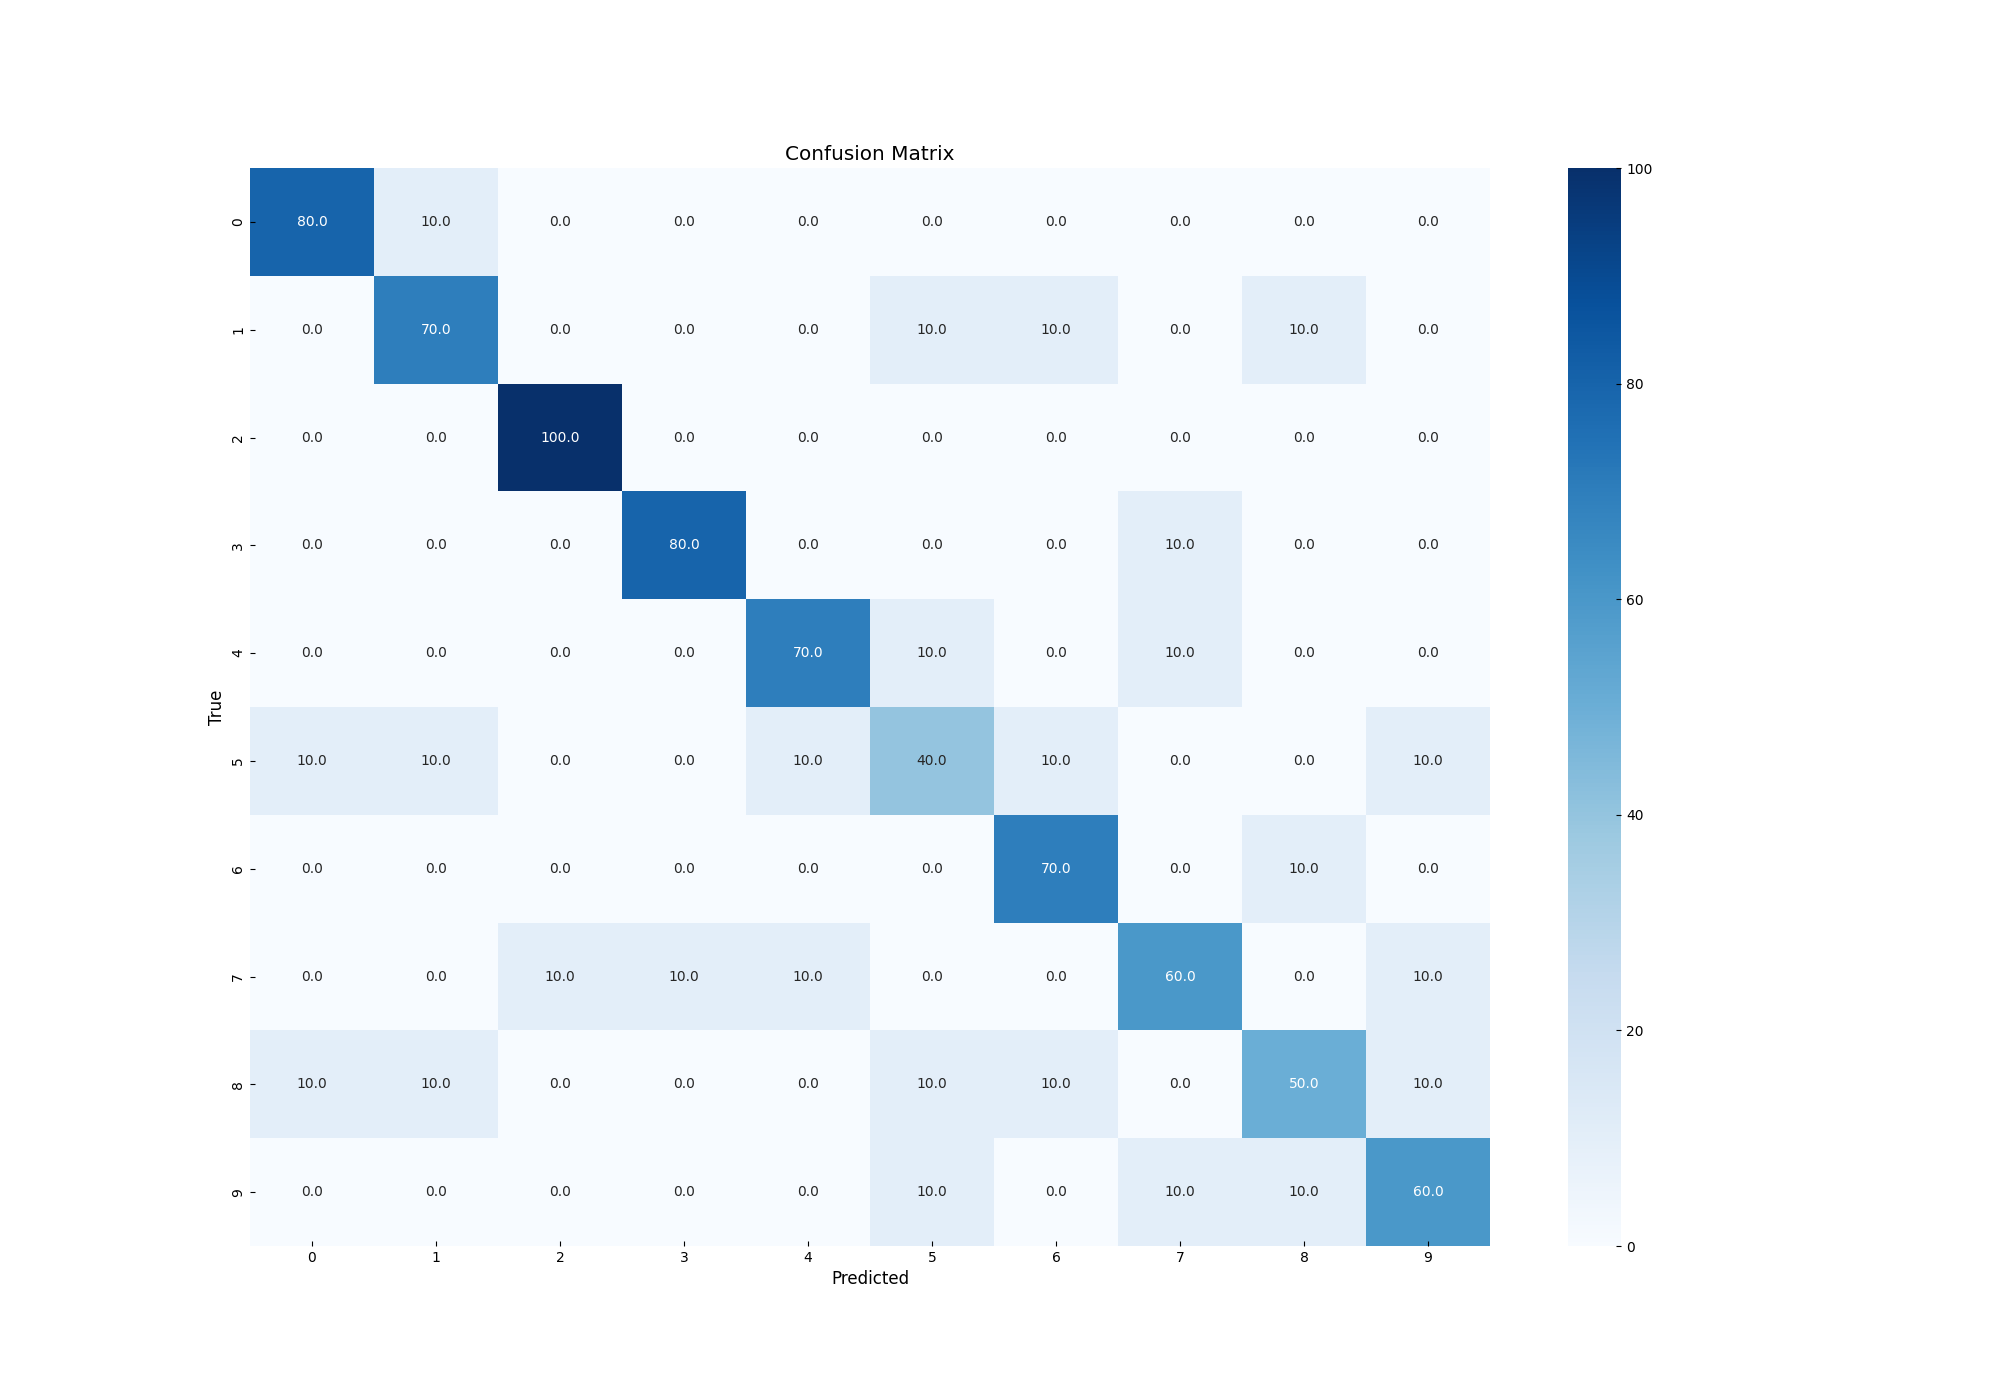 Confusion Matrix
0 80.0 10.0 0.0 0.0 0.0 0.0 0.0 0.0 0.0 0.0
1 0.0 70.0 0.0 0.0 0.0 10.0 10.0 0.0 10.0 0.0
2 0.0 0.0 100.0 0.0 0.0 0.0 0.0 0.0 0.0 0.0
3 0.0 0.0 0.0 80.0 0.0 0.0 0.0 10.0 0.0 0.0
4 0.0 0.0 0.0 0.0 70.0 10.0 0.0 10.0 0.0 0.0
True
5 10.0 10.0 0.0 0.0 10.0 40.0 10.0 0.0 0.0 10.0
6 0.0 0.0 0.0 0.0 0.0 0.0 70.0 0.0 10.0 0.0
7 0.0 0.0 10.0 10.0 10.0 0.0 0.0 60.0 0.0 10.0
8 10.0 10.0 0.0 0.0 0.0 10.0 10.0 0.0 50.0 10.0
9 0.0 0.0 0.0 0.0 0.0 10.0 0.0 10.0 10.0 60.0
0 1 2 3 4 5 6 7 8 9
Predicted
100
80
60
40
20
0